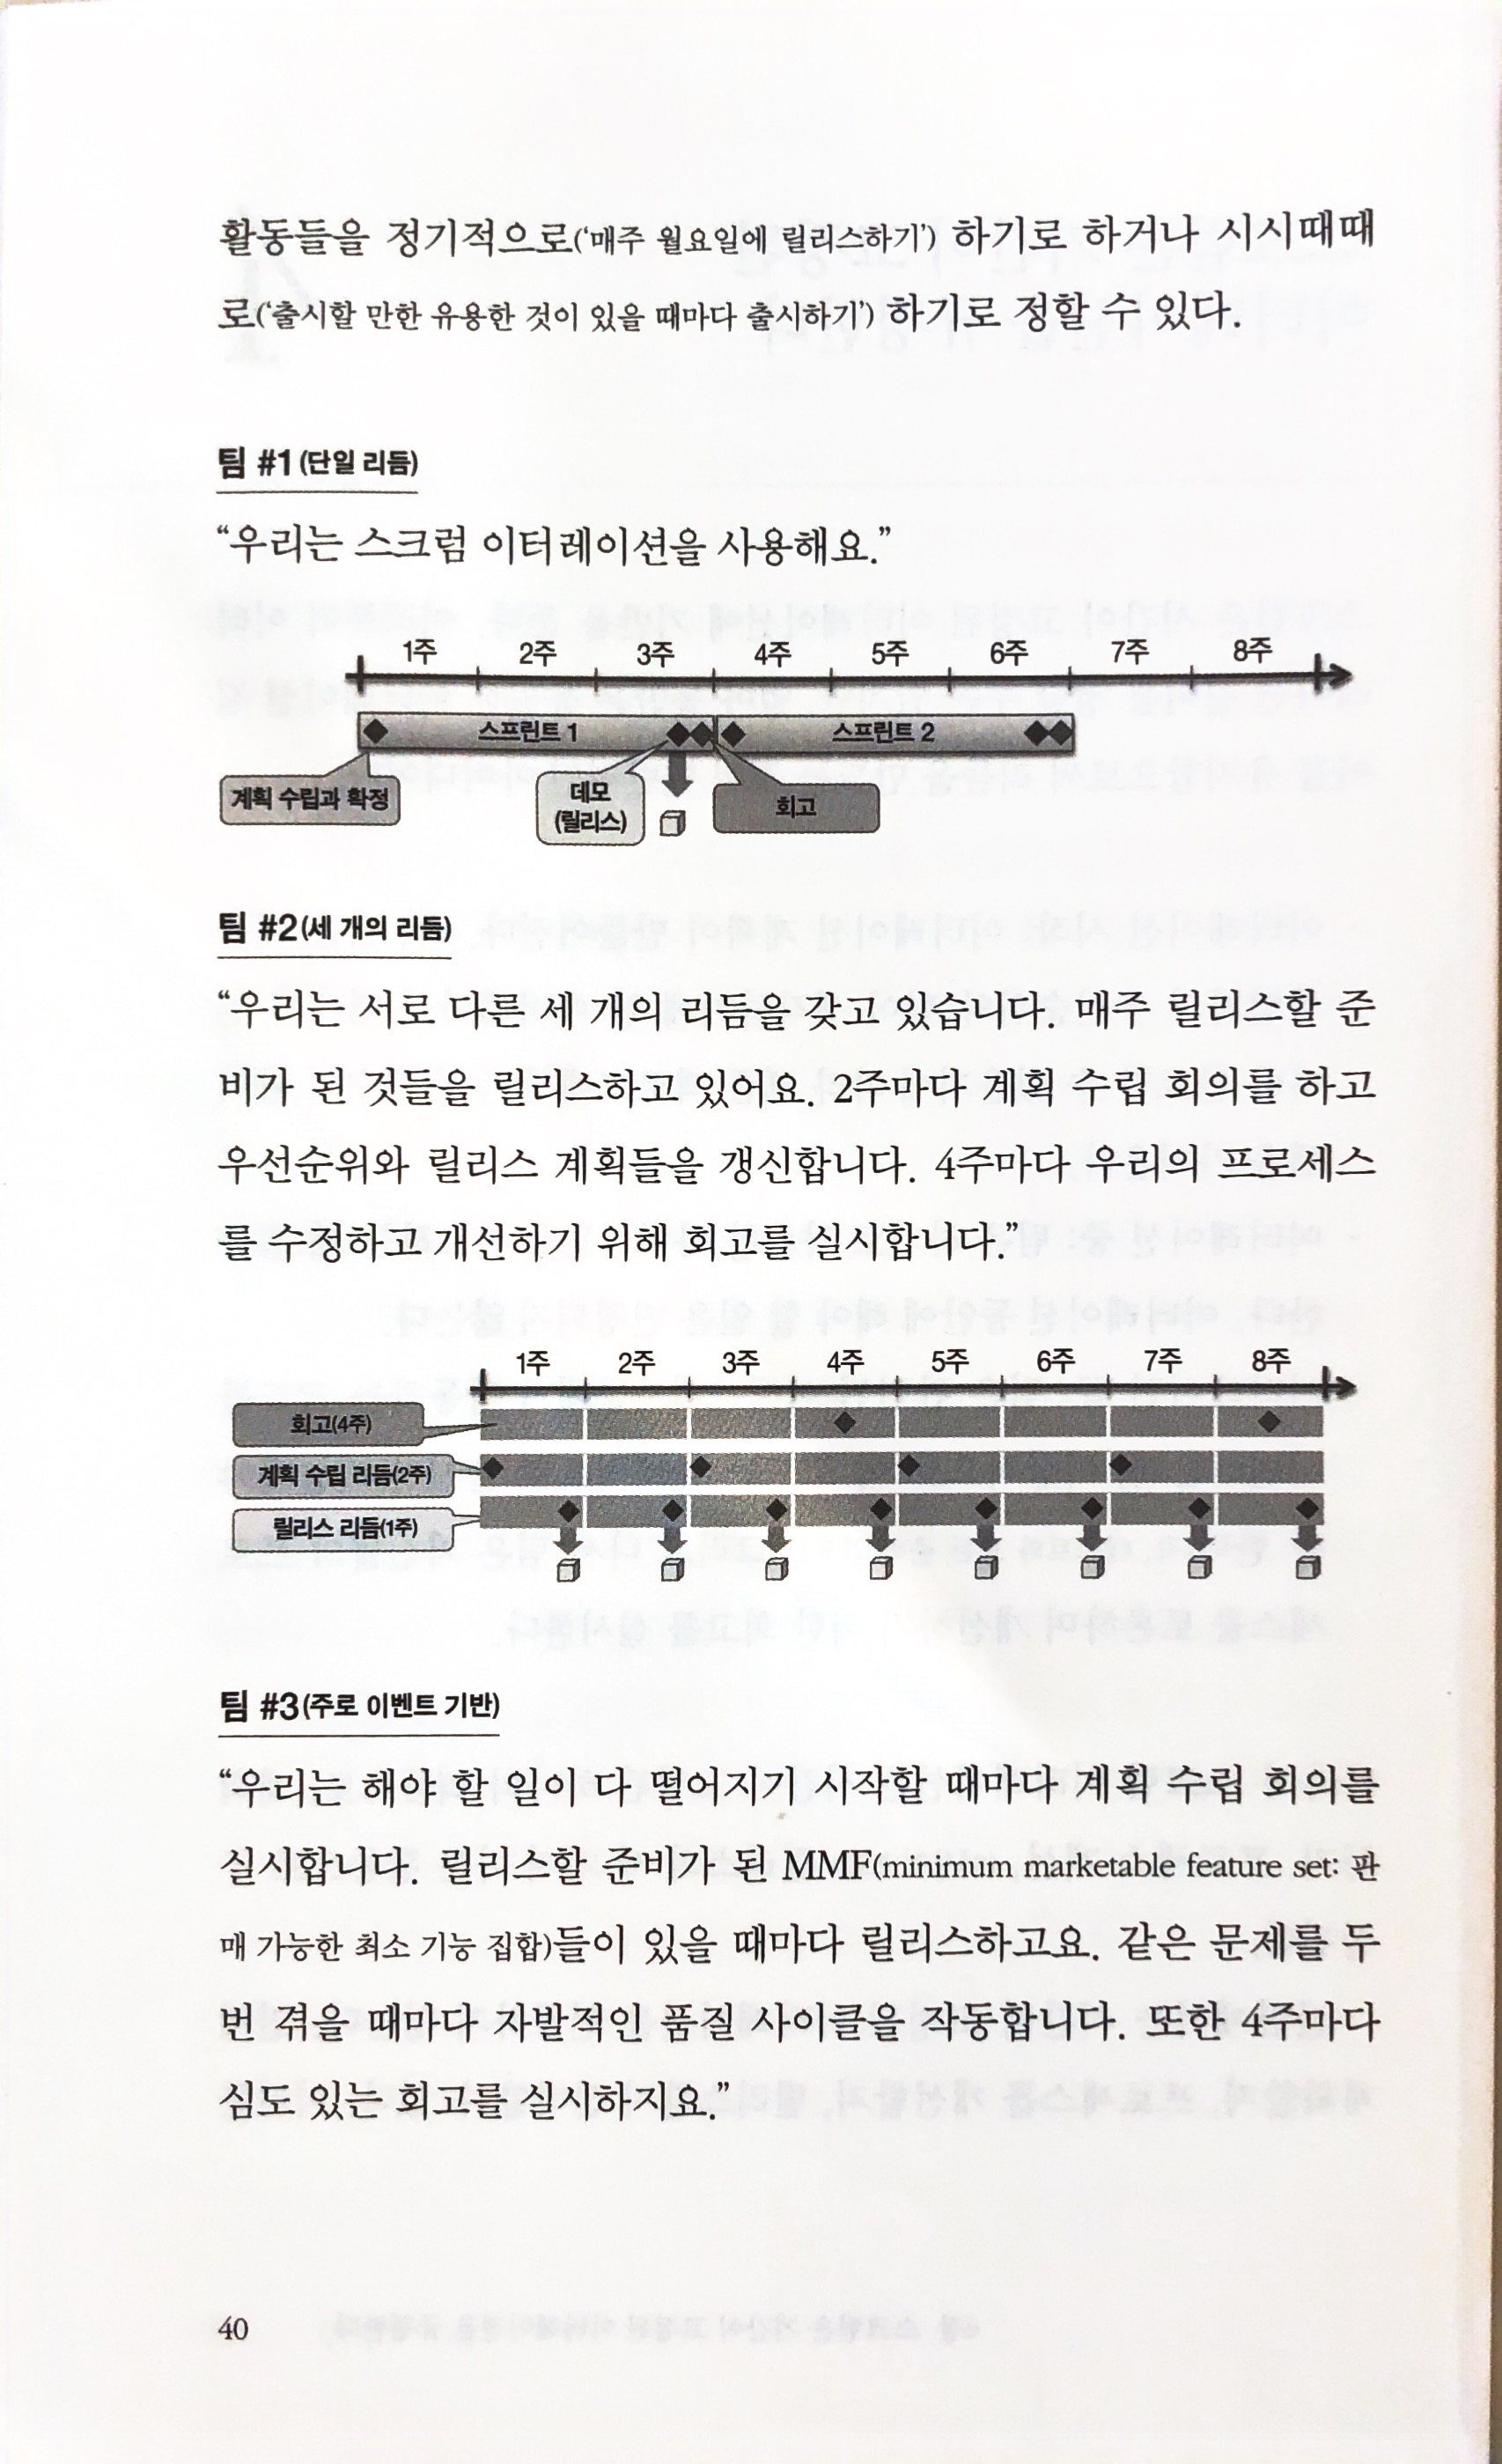 활동들을 정기적으로(‘매주 월요일에 릴리스하기’) 하기로 하거나 시시때때
로(‘출시할 만한 유용한 것이 있을 때마다 출시하기’) 하기로 정할 수 있다.
팀 #1(단일 리듬)
“우리는 스크럼 이터레이션을 사용해요.”
1주 2주 3주 4주 5주 6주 7주 8주
스프린트 1 스프린트 2
계획 수립과 확정
데모
(릴리스)
회고
팀 #2(세 개의 리듬)
“우리는 서로 다른 세 개의 리듬을 갖고 있습니다. 매주 릴리스할 준
비가 된 것들을 릴리스하고 있어요. 2주마다 계획 수립 회의를 하고
우선순위와 릴리스 계획들을 갱신합니다. 4주마다 우리의 프로세스
를 수정하고 개선하기 위해 회고를 실시합니다.”
1주 2주 3주 4주 5주 6주 7주 8주
회고(4주)
계획 수립 리듬(2주)
릴리스 리듬(1주)
팀 #3(주로 이벤트 기반)
“우리는 해야 할 일이 다 떨어지기 시작할 때마다 계획 수립 회의를
실시합니다. 릴리스할 준비가 된 MMF(minimum marketable feature set: 판
매 가능한 최소 기능 집합)들이 있을 때마다 릴리스하고요. 같은 문제를 두
번 겪을 때마다 자발적인 품질 사이클을 작동합니다. 또한 4주마다
심도 있는 회고를 실시하지요.”
40